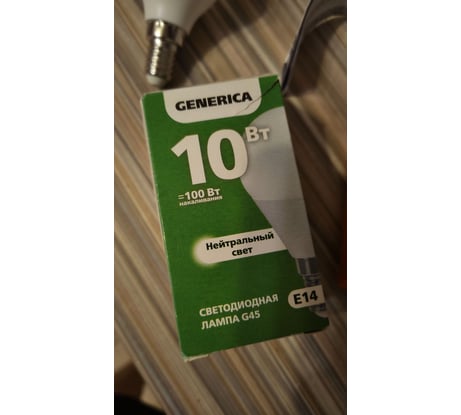 GENERICA
10 Вт
=100 Вт
накаливания
Нейтральный
свет
E14
СВЕТОДИОДНАЯ
ЛАМПА G45